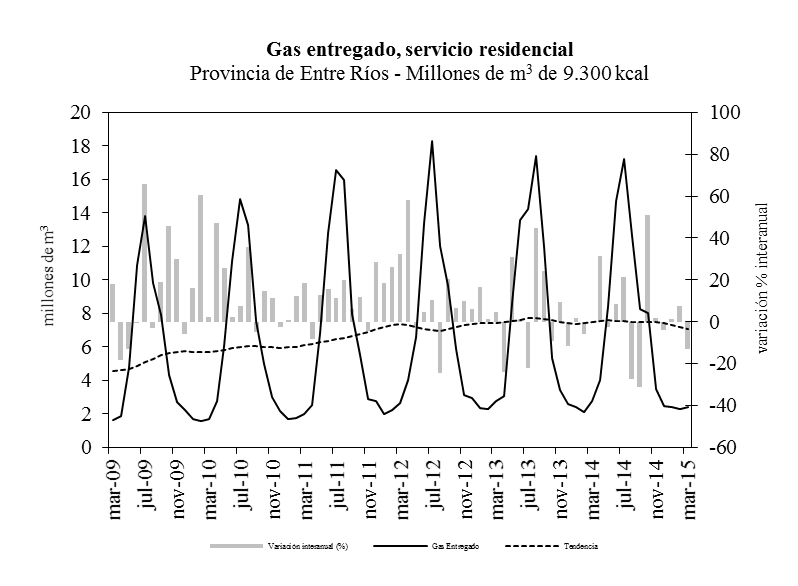 Gas entregado, servicio residencial
Provincia de Entre Ríos - Millones de m³ de 9.300 kcal
millones de m³
20
18
16
14
12
10
8
6
4
2
0
100
80
60
40
20
0
-20
-40
-60
variación % interanual
mar-09
jul-09
nov-09
mar-10
jul-10
nov-10
mar-11
jul-11
nov-11
mar-12
jul-12
nov-12
mar-13
jul-13
nov-13
mar-14
jul-14
nov-14
mar-15
Variación interanual (%)
Gas Entregado
Tendencia